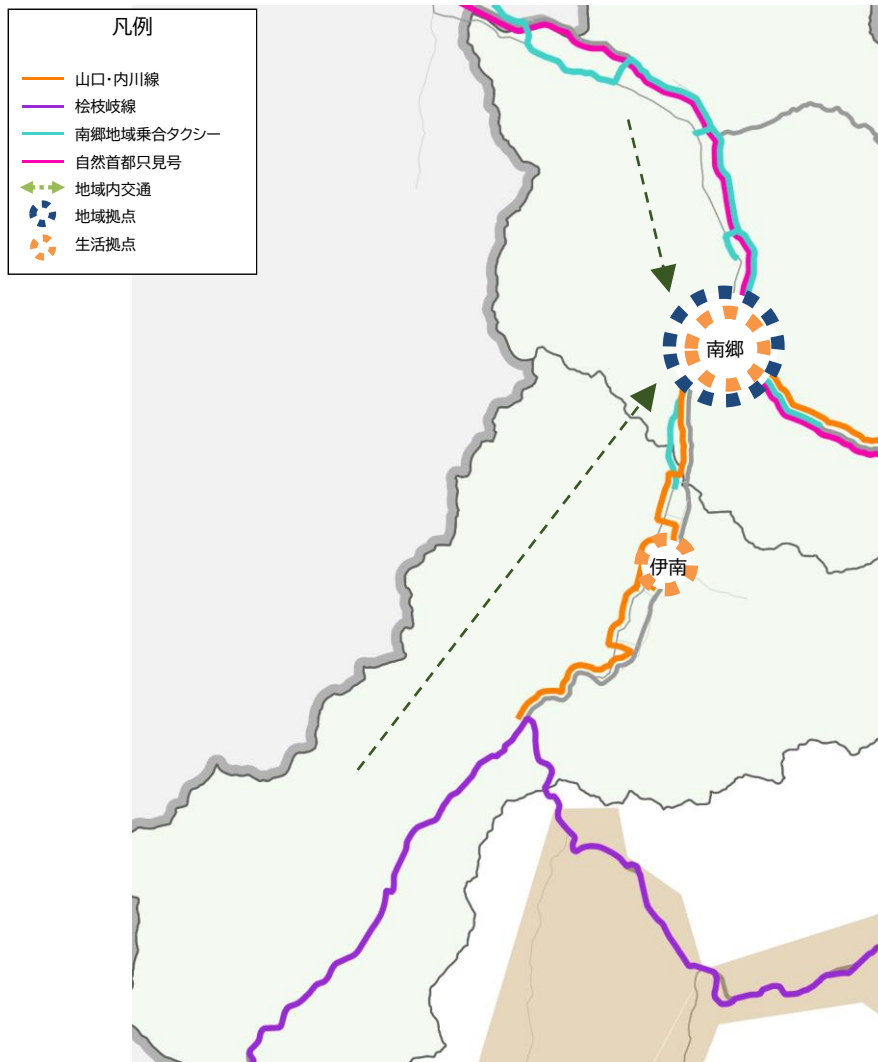 凡例
山口・内川線
桧枝岐線
南郷地域乗合タクシー
自然首都只見号
地域内交通
地域拠点
生活拠点
南郷
伊南